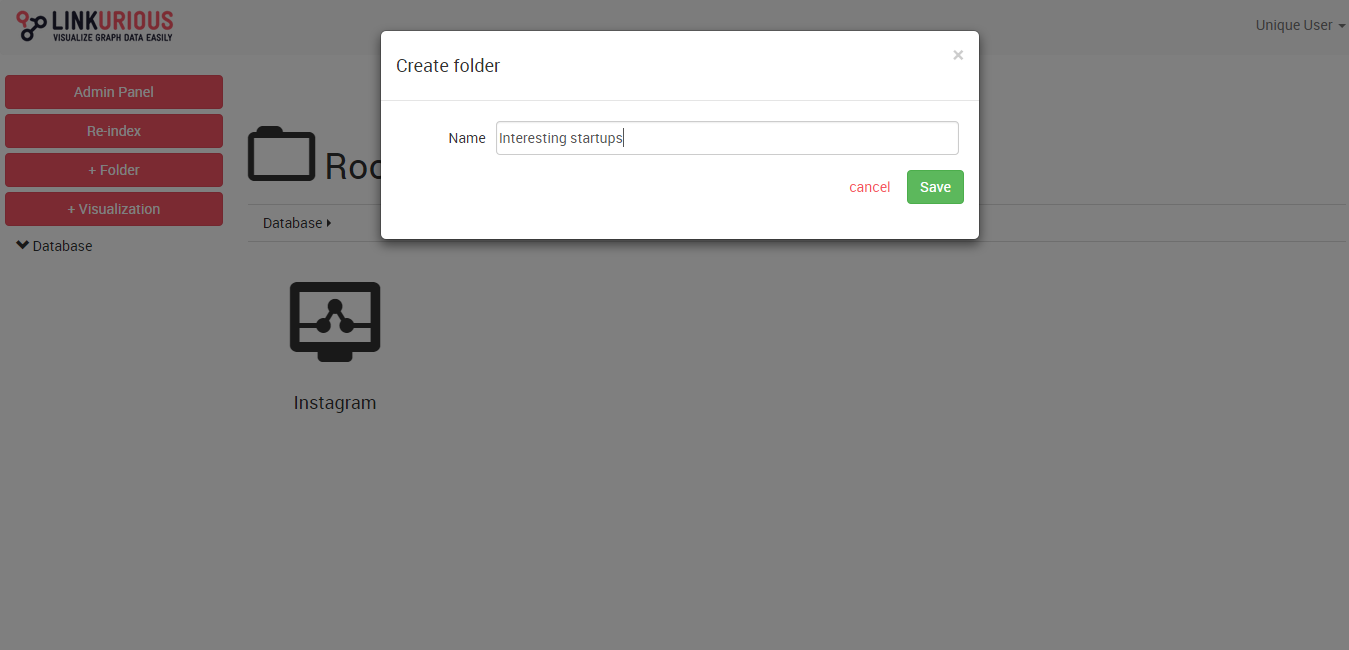 LINKURIOUS
VISUALIZE GRAPH DATA EASILY
Unique User
Create folder
×
Name
Interesting startups
cancel
Save
Admin Panel
Re-index
+ Folder
+ Visualization
Database
Roo
Database
Instagram